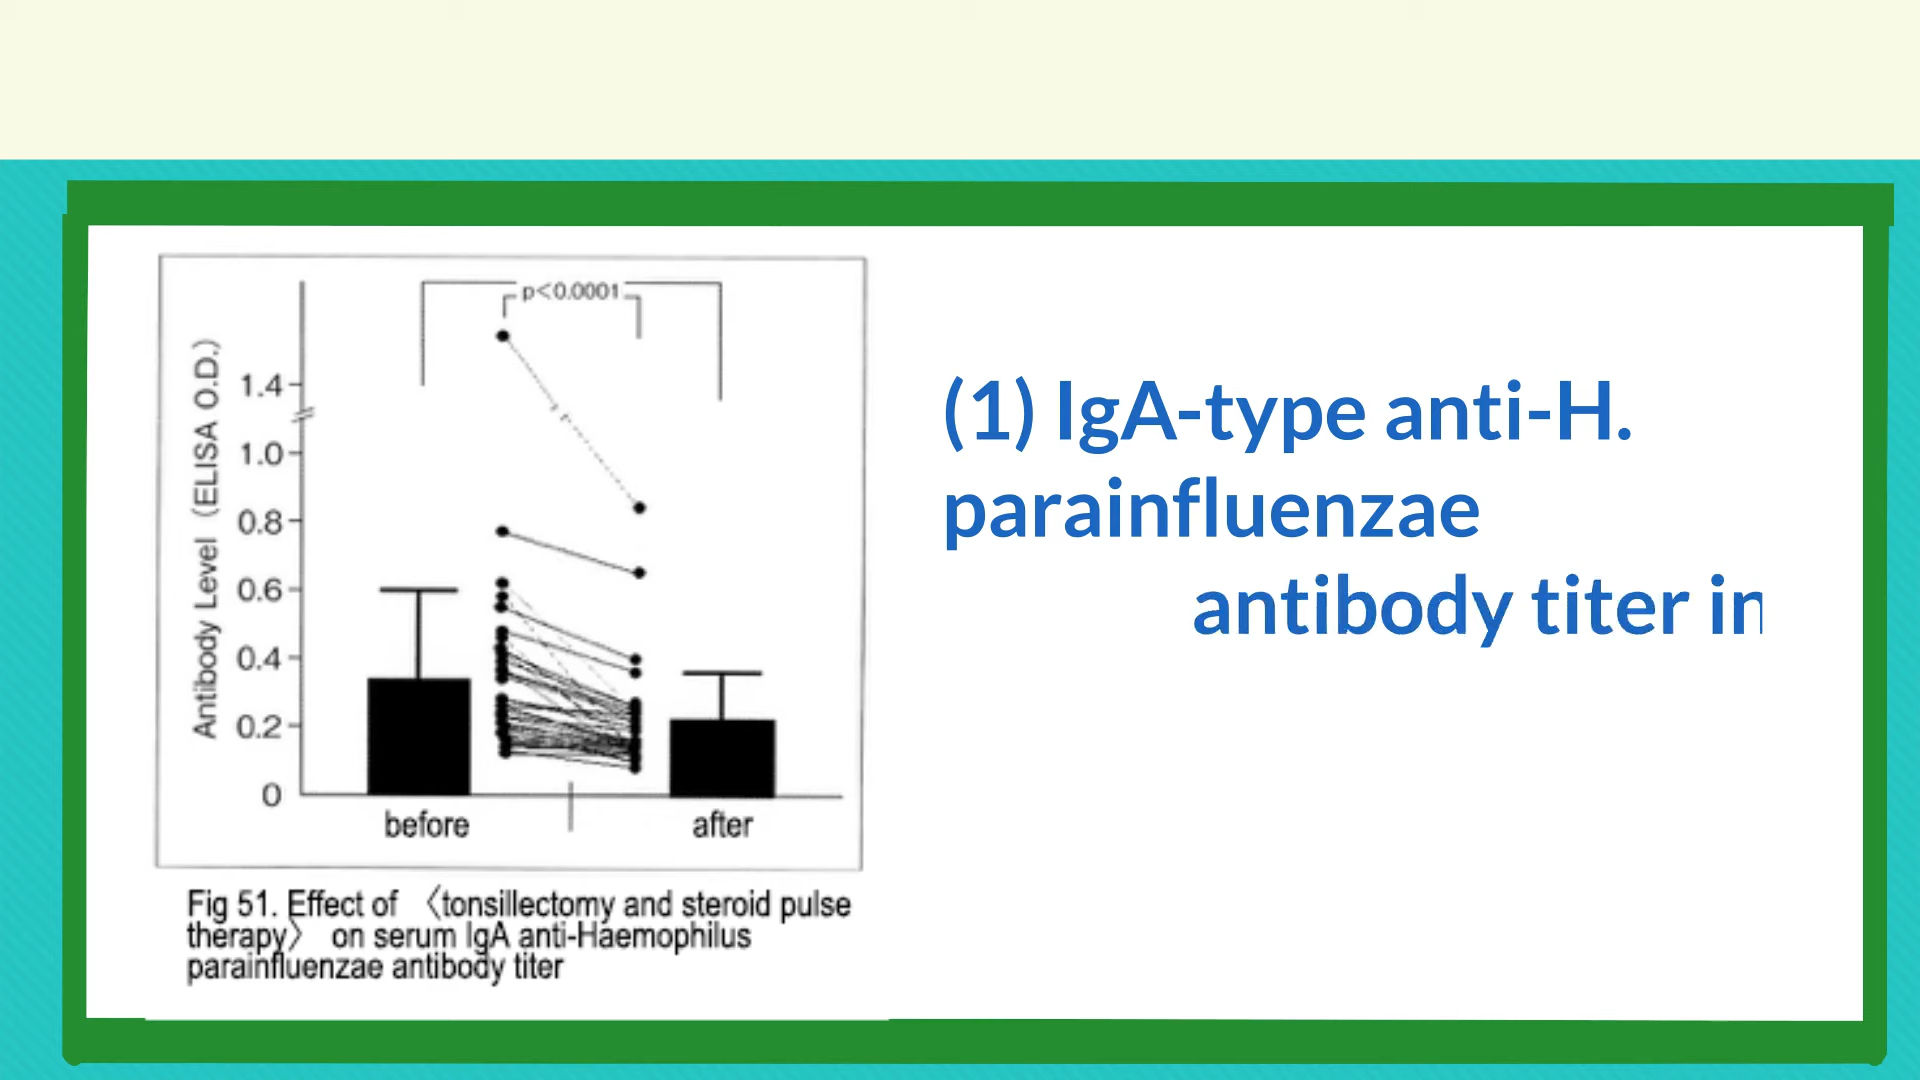 p<0.0001
Antibody Level (ELISA O.D.)
1.4
1.0
0.8
0.6
0.4
0.2
0
before
after
Fig 51. Effect of 〈tonsillectomy and steroid pulse
therapy〉 on serum IgA anti-Haemophilus
parainfluenzae antibody titer
(1) IgA-type anti-H.
parainfluenzae
antibody titer in